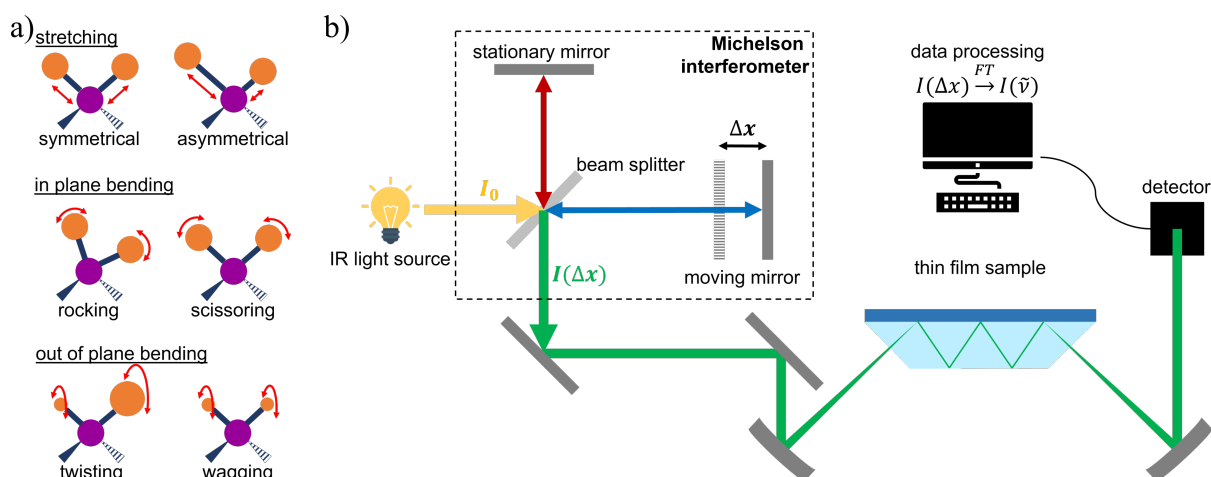 a)
stretching
symmetrical
asymmetrical
in plane bending
rocking
scissoring
out of plane bending
twisting
wagging
b)
Michelson
interferometer
stationary mirror
Δx
beam splitter
I₀
IR light source
I(Δx)
moving mirror
data processing
FT
I(Δx) → I(ṽ)
detector
thin film sample